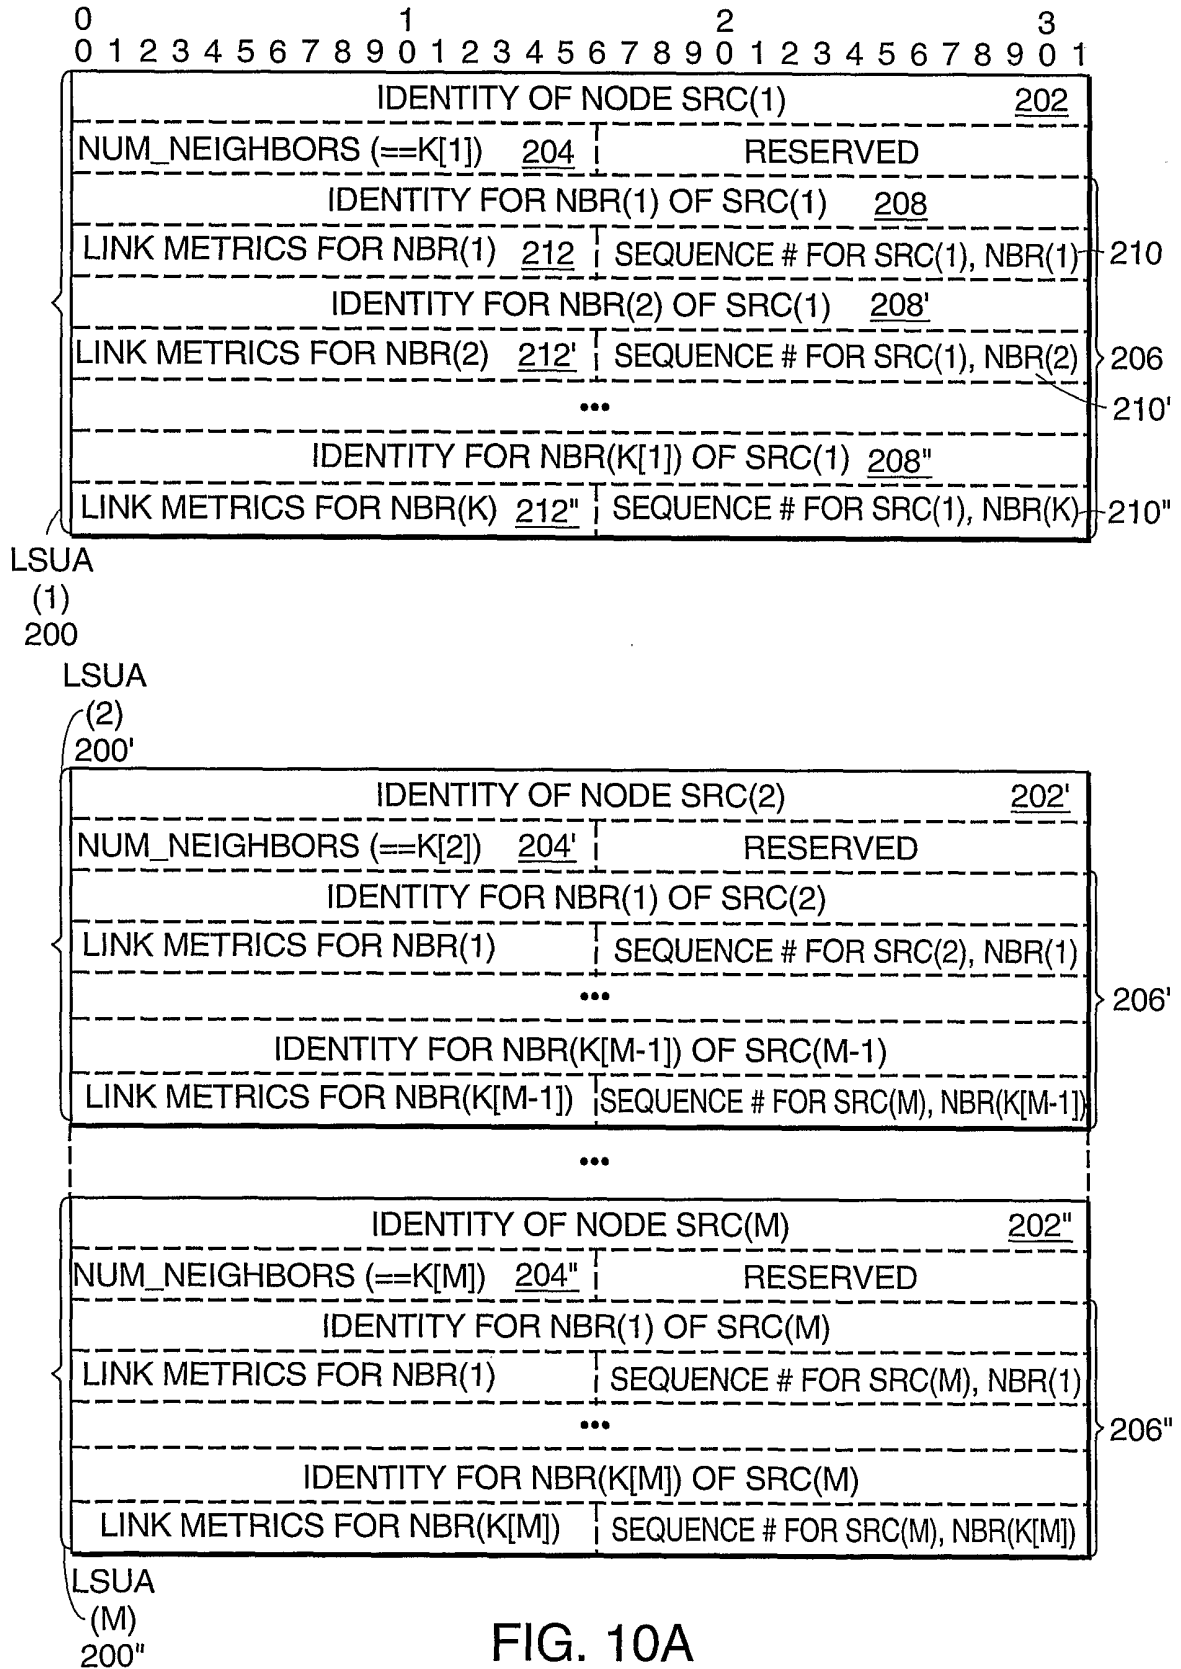 0 1 2 3
0 1 2 3 4 5 6 7 8 9 0 1 2 3 4 5 6 7 8 9 0 1 2 3 4 5 6 7 8 9 0 1
IDENTITY OF NODE SRC(1) 202
NUM_NEIGHBORS (==K[1]) 204 RESERVED
IDENTITY FOR NBR(1) OF SRC(1) 208
LINK METRICS FOR NBR(1) 212 SEQUENCE # FOR SRC(1), NBR(1) 210
IDENTITY FOR NBR(2) OF SRC(1) 208'
LINK METRICS FOR NBR(2) 212' SEQUENCE # FOR SRC(1), NBR(2) 206
••• 210'
IDENTITY FOR NBR(K[1]) OF SRC(1) 208"
LINK METRICS FOR NBR(K) 212" SEQUENCE # FOR SRC(1), NBR(K) 210"
LSUA
(1)
200
LSUA
(2)
200'
IDENTITY OF NODE SRC(2) 202'
NUM_NEIGHBORS (==K[2]) 204' RESERVED
IDENTITY FOR NBR(1) OF SRC(2)
LINK METRICS FOR NBR(1) SEQUENCE # FOR SRC(2), NBR(1)
••• 206'
IDENTITY FOR NBR(K[M-1]) OF SRC(M-1)
LINK METRICS FOR NBR(K[M-1]) SEQUENCE # FOR SRC(M), NBR(K[M-1])
•••
IDENTITY OF NODE SRC(M) 202"
NUM_NEIGHBORS (==K[M]) 204" RESERVED
IDENTITY FOR NBR(1) OF SRC(M)
LINK METRICS FOR NBR(1) SEQUENCE # FOR SRC(M), NBR(1)
••• 206"
IDENTITY FOR NBR(K[M]) OF SRC(M)
LINK METRICS FOR NBR(K[M]) SEQUENCE # FOR SRC(M), NBR(K[M])
LSUA
(M)
200"
FIG. 10A